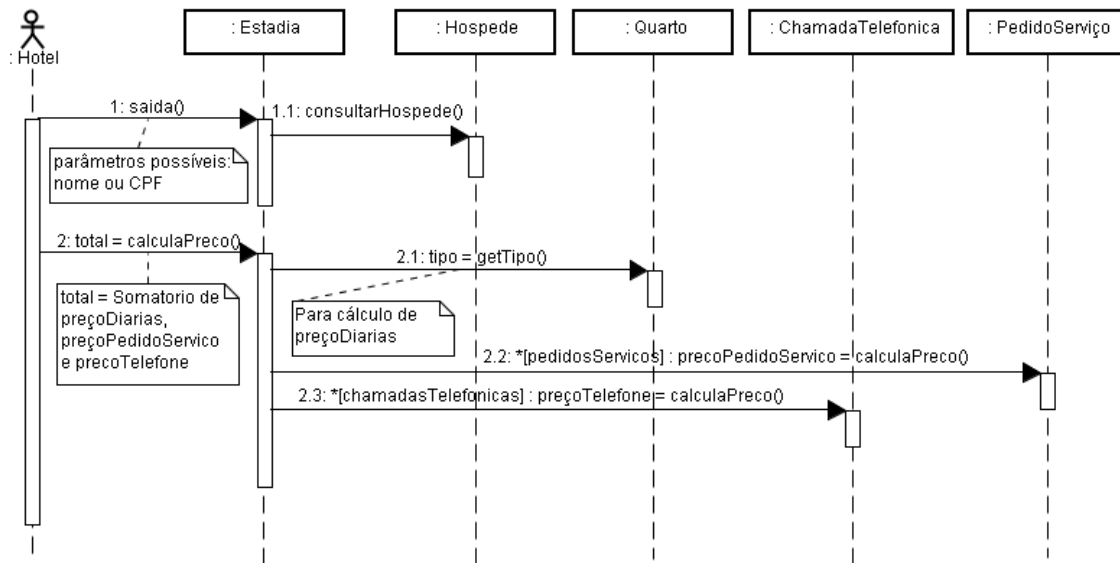 : Hotel
: Estadia
: Hospede
: Quarto
: ChamadaTelefonica
: PedidoServiço
1: saida()
1.1: consultarHospede()
parâmetros possíveis:
nome ou CPF
2: total = calculaPreco()
2.1: tipo = getTipo()
total = Somatorio de
preçoDiarias,
preçoPedidoServico
e precoTelefone
Para cálculo de
preçoDiarias
2.2: *[pedidosServicos] : precoPedidoServico = calculaPreco()
2.3: *[chamadasTelefonicas] : preçoTelefone = calculaPreco()